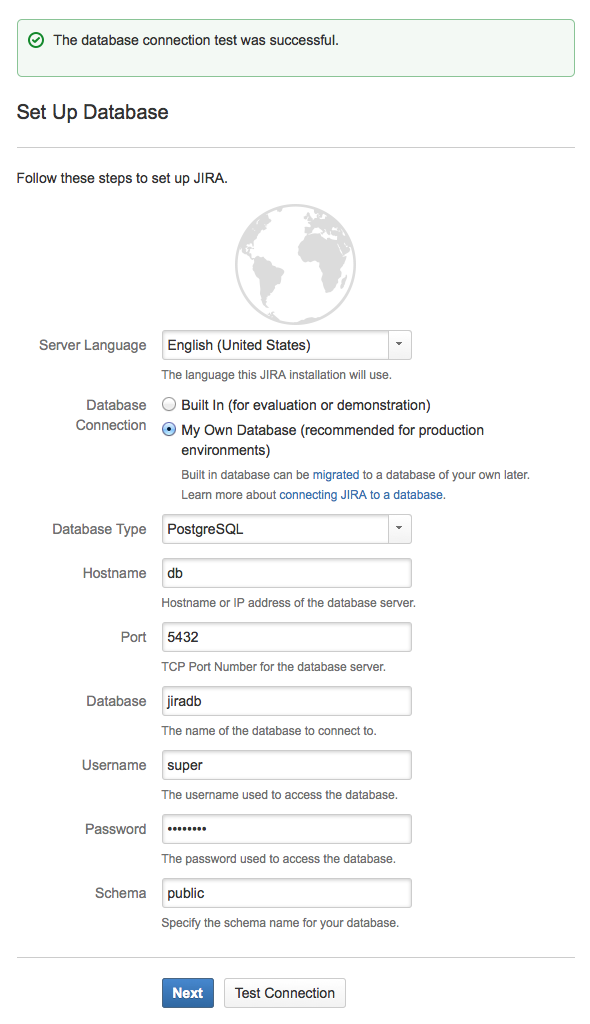 The database connection test was successful.
Set Up Database
Follow these steps to set up JIRA.
Server Language English (United States)
The language this JIRA installation will use.
Database Connection
Built In (for evaluation or demonstration)
My Own Database (recommended for production
environments)
Built in database can be migrated to a database of your own later.
Learn more about connecting JIRA to a database.
Database Type PostgreSQL
Hostname db
Hostname or IP address of the database server.
Port 5432
TCP Port Number for the database server.
Database jiradb
The name of the database to connect to.
Username super
The username used to access the database.
Password ••••••••
The password used to access the database.
Schema public
Specify the schema name for your database.
Next Test Connection